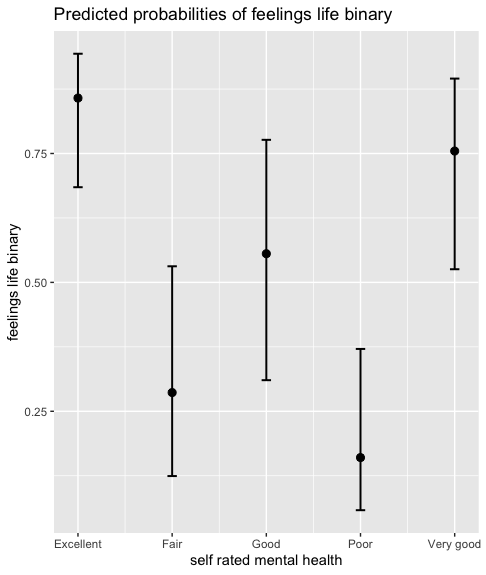 Predicted probabilities of feelings life binary
feelings life binary
0.75
0.50
0.25
Excellent Fair Good Poor Very good
self rated mental health